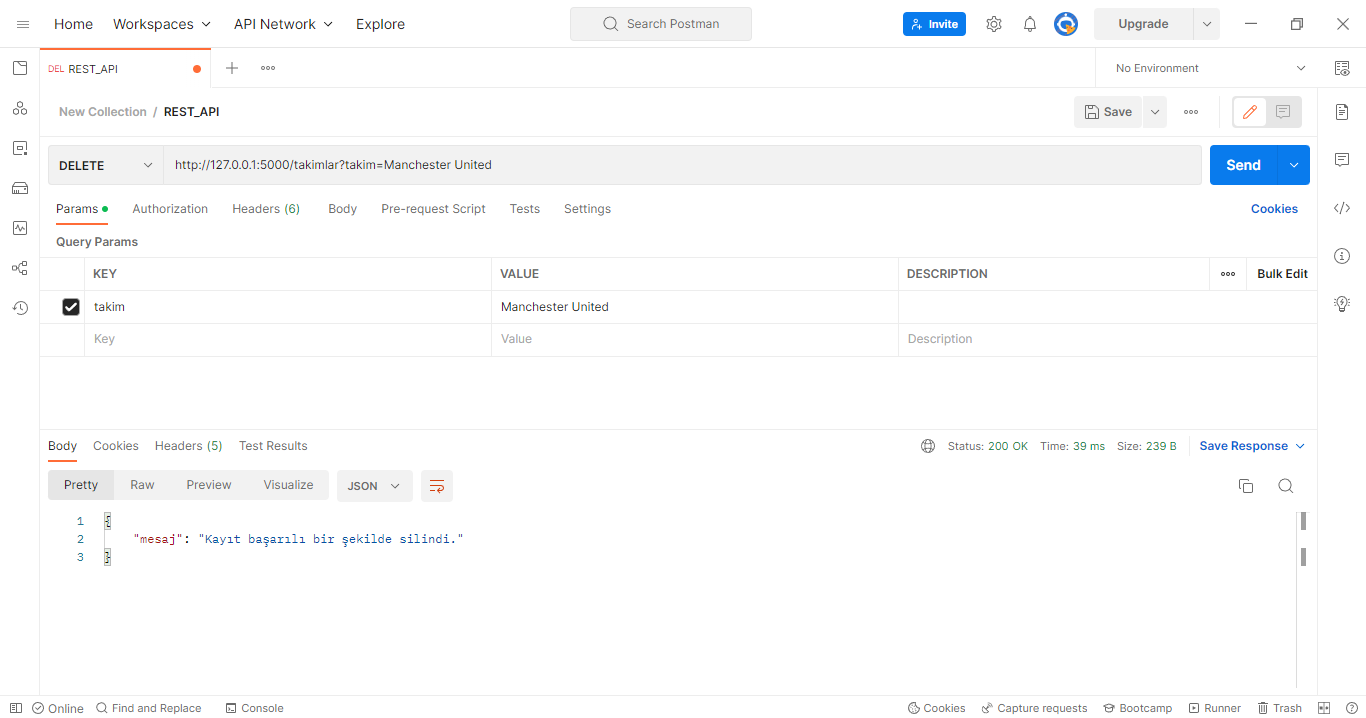 Home Workspaces API Network Explore Search Postman Invite Upgrade
DEL REST_API No Environment
New Collection / REST_API Save
DELETE http://127.0.0.1:5000/takimlar?takim=Manchester United Send
Params Authorization Headers (6) Body Pre-request Script Tests Settings Cookies
Query Params
KEY VALUE DESCRIPTION Bulk Edit
takim Manchester United
Key Value Description
Body Cookies Headers (5) Test Results Status: 200 OK Time: 39 ms Size: 239 B Save Response
Pretty Raw Preview Visualize JSON
1 {
2 "mesaj": "Kayıt başarılı bir şekilde silindi."
3 }
Online Find and Replace Console Cookies Capture requests Bootcamp Runner Trash